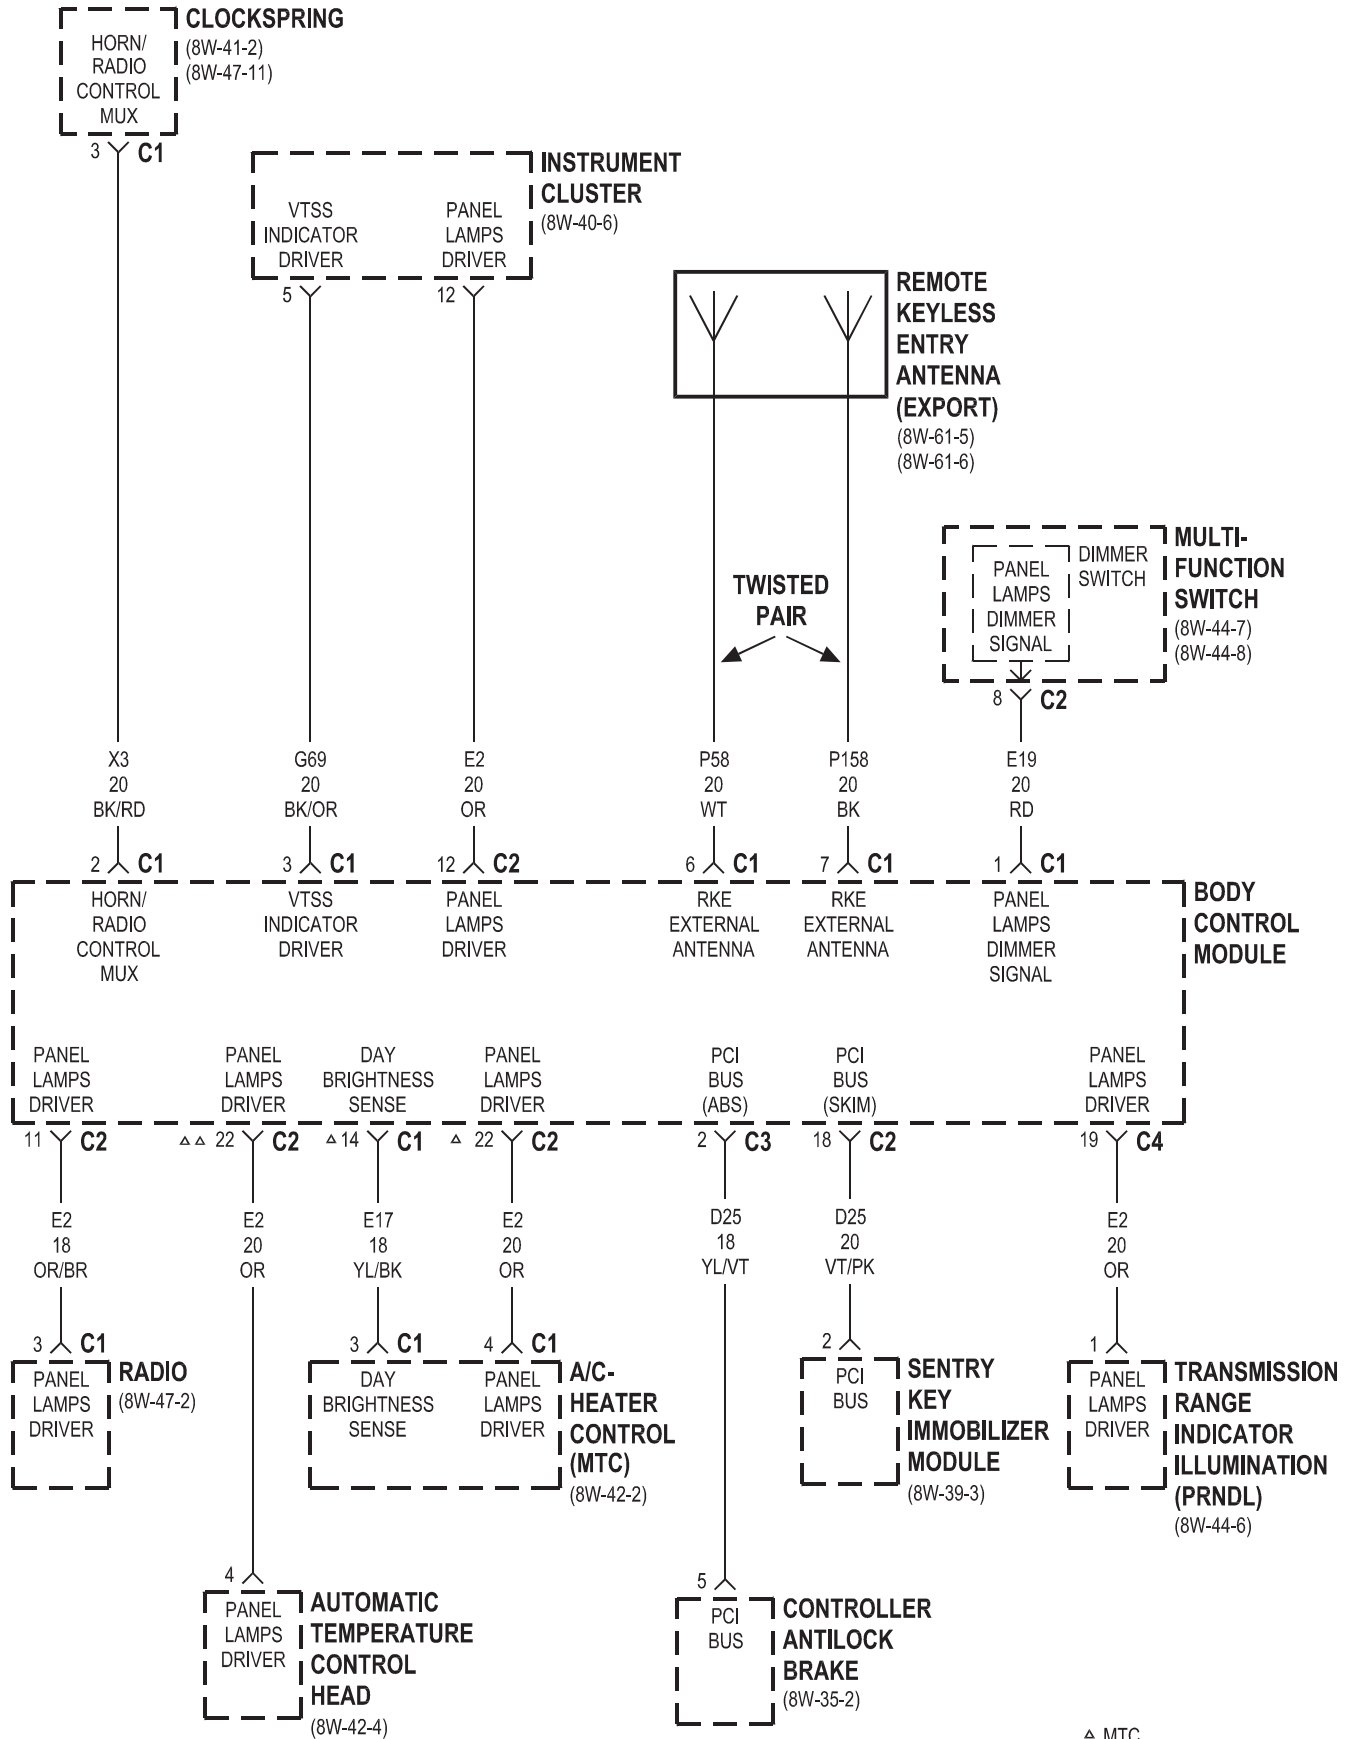 CLOCKSPRING
(8W-41-2)
(8W-47-11)
HORN/
RADIO
CONTROL
MUX
3 C1
INSTRUMENT
CLUSTER
(8W-40-6)
VTSS
INDICATOR
DRIVER
PANEL
LAMPS
DRIVER
5
12
REMOTE
KEYLESS
ENTRY
ANTENNA
(EXPORT)
(8W-61-5)
(8W-61-6)
TWISTED
PAIR
MULTI-
FUNCTION
SWITCH
(8W-44-7)
(8W-44-8)
DIMMER
SWITCH
PANEL
LAMPS
DIMMER
SIGNAL
8 C2
X3
20
BK/RD
G69
20
BK/OR
E2
20
OR
P58
20
WT
P158
20
BK
E19
20
RD
2 C1
3 C1
12 C2
6 C1
7 C1
1 C1
BODY
CONTROL
MODULE
HORN/
RADIO
CONTROL
MUX
VTSS
INDICATOR
DRIVER
PANEL
LAMPS
DRIVER
RKE
EXTERNAL
ANTENNA
RKE
EXTERNAL
ANTENNA
PANEL
LAMPS
DIMMER
SIGNAL
PANEL
LAMPS
DRIVER
PANEL
LAMPS
DRIVER
DAY
BRIGHTNESS
SENSE
PANEL
LAMPS
DRIVER
PCI
BUS
(ABS)
PCI
BUS
(SKIM)
PANEL
LAMPS
DRIVER
11 C2
△ △ 22 C2
△ 14 C1
△ 22 C2
2 C3
18 C2
19 C4
E2
18
OR/BR
E2
20
OR
E17
18
YL/BK
E2
20
OR
D25
18
YL/VT
D25
20
VT/PK
E2
20
OR
3 C1
3 C1
4 C1
2
1
PANEL
LAMPS
DRIVER
RADIO
(8W-47-2)
DAY
BRIGHTNESS
SENSE
PANEL
LAMPS
DRIVER
A/C-
HEATER
CONTROL
(MTC)
(8W-42-2)
PCI
BUS
SENTRY
KEY
IMMOBILIZER
MODULE
(8W-39-3)
PANEL
LAMPS
DRIVER
TRANSMISSION
RANGE
INDICATOR
ILLUMINATION
(PRNDL)
(8W-44-6)
4
PANEL
LAMPS
DRIVER
AUTOMATIC
TEMPERATURE
CONTROL
HEAD
(8W-42-4)
5
PCI
BUS
CONTROLLER
ANTILOCK
BRAKE
(8W-35-2)
△ MTC